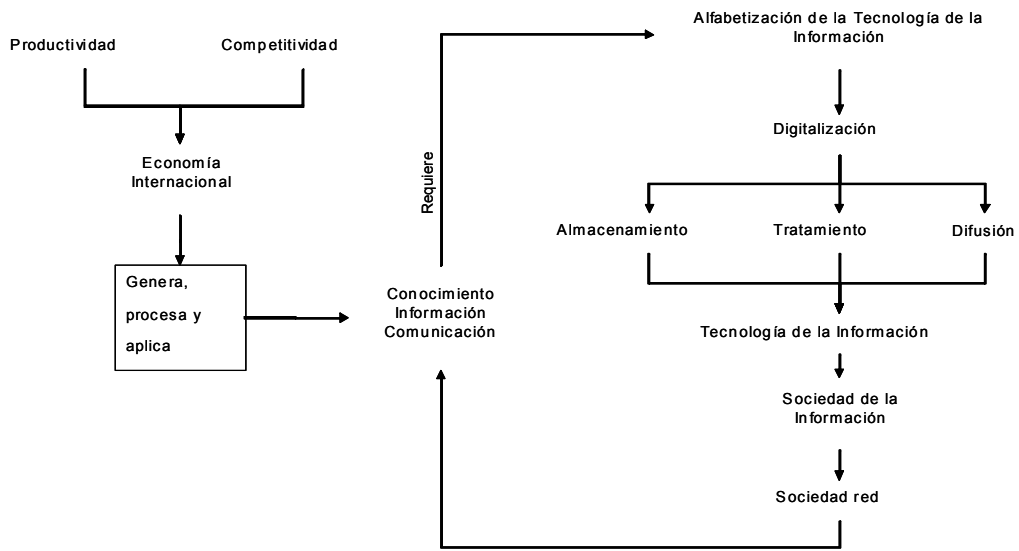 Productividad
Competitividad
Economía
Internacional
Genera,
procesa y
aplica
Conocimiento
Información
Comunicación
Requiere
Alfabetización de la Tecnología de la
Información
Digitalización
Almacenamiento
Tratamiento
Difusión
Tecnología de la Información
Sociedad de la
Información
Sociedad red